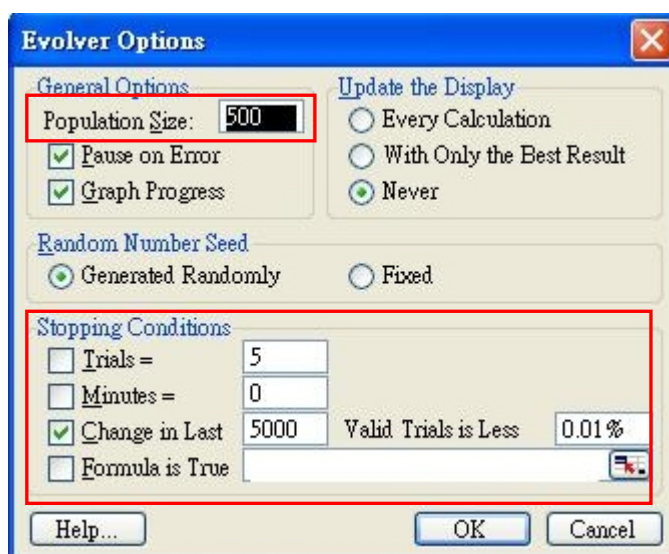 Evolver Options
General Options
Population Size: 500
Pause on Error
Graph Progress
Update the Display
Every Calculation
With Only the Best Result
Never
Random Number Seed
Generated Randomly Fixed
Stopping Conditions
Trials = 5
Minutes = 0
Change in Last 5000 Valid Trials is Less 0.01%
Formula is True
Help... OK Cancel